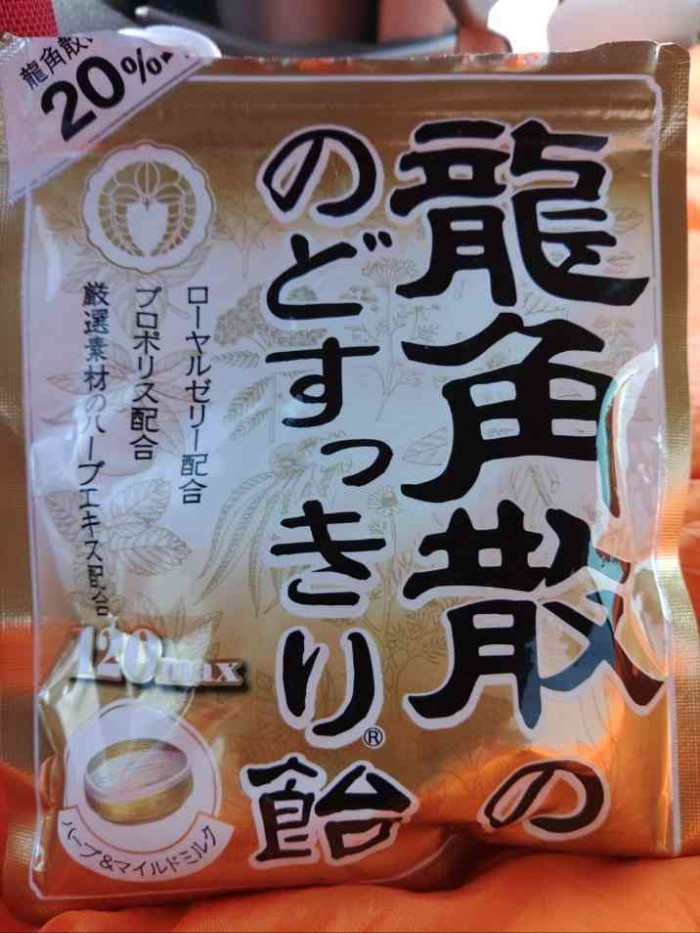 龍角散
20%
龍角散の
のどすっきり®飴
ローヤルゼリー配合
プロポリス配合
厳選素材のハーブエキス配合
120max
ハーブ&マイルドミルク